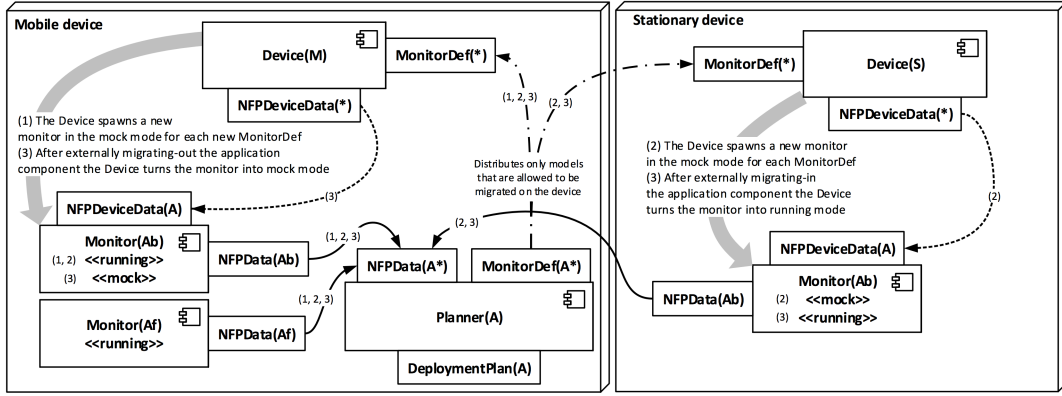 Mobile device
Device(M)
MonitorDef(*)
NFPDeviceData(*)
(1) The Device spawns a new
monitor in the mock mode for each new MonitorDef
(3) After externally migrating-out the application
component the Device turns the monitor into mock mode
(1, 2, 3)
(2, 3)
Distributes only models
that are allowed to be
migrated on the device
(3)
NFPDeviceData(A)
Monitor(Ab)
(1, 2) <<running>>
(3) <<mock>>
NFPData(Ab)
(1, 2, 3)
(2, 3)
NFPData(A*)
MonitorDef(A*)
(1, 2, 3)
Monitor(Af)
<<running>>
NFPData(Af)
Planner(A)
DeploymentPlan(A)
Stationary device
MonitorDef(*)
Device(S)
NFPDeviceData(*)
(2) The Device spawns a new monitor
in the mock mode for each MonitorDef
(3) After externally migrating-in
the application component the Device
turns the monitor into running mode
(2)
NFPDeviceData(A)
Monitor(Ab)
(2) <<mock>>
(3) <<running>>
NFPData(Ab)